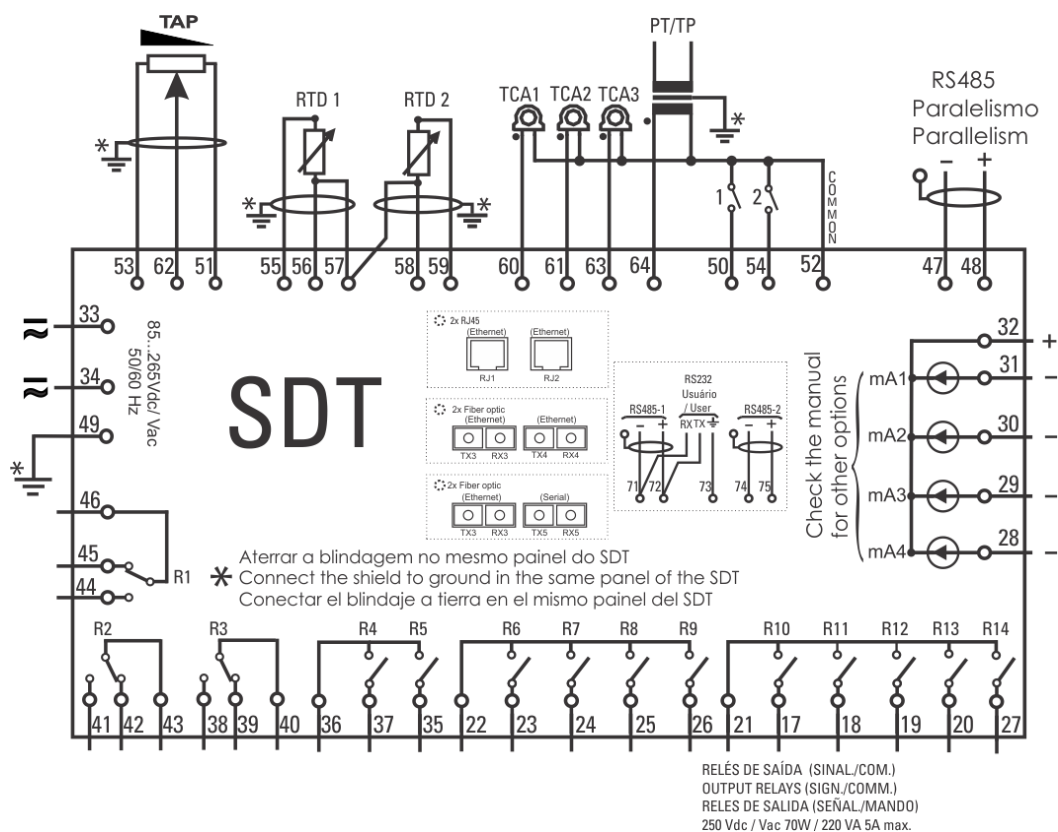 TAP
PT/TP
RTD 1
RTD 2
TCA1
TCA2
TCA3
RS485
Paralelismo
Parallelism
*
*
*
*
1
2
COMMON
− +
53
62
51
55
56
57
58
59
60
61
63
64
50
54
52
47
48
33
34
49
85...265Vdc/ Vac
50/60 Hz
*
SDT
2x RJ45
(Ethernet)
(Ethernet)
RJ1
RJ2
2x Fiber optic
(Ethernet)
(Ethernet)
TX3
RX3
TX4
RX4
2x Fiber optic
(Ethernet)
(Serial)
TX3
RX3
TX5
RX5
RS232
Usuário
/ User
RS485-1
− +
RX TX
RS485-2
− +
71
72
73
74
75
Check the manual
for other options
mA1
mA2
mA3
mA4
32 +
31 −
30 −
29 −
28 −
46
45
44
R1
Aterrar a blindagem no mesmo painel do SDT
* Connect the shield to ground in the same panel of the SDT
Conectar el blindaje a tierra en el mismo painel del SDT
R2
R3
R4
R5
R6
R7
R8
R9
R10
R11
R12
R13
R14
41
42
43
38
39
40
36
37
35
22
23
24
25
26
21
17
18
19
20
27
RELÉS DE SAÍDA (SINAL./COM.)
OUTPUT RELAYS (SIGN./COMM.)
RELES DE SALIDA (SEÑAL./MANDO)
250 Vdc / Vac 70W / 220 VA 5A max.